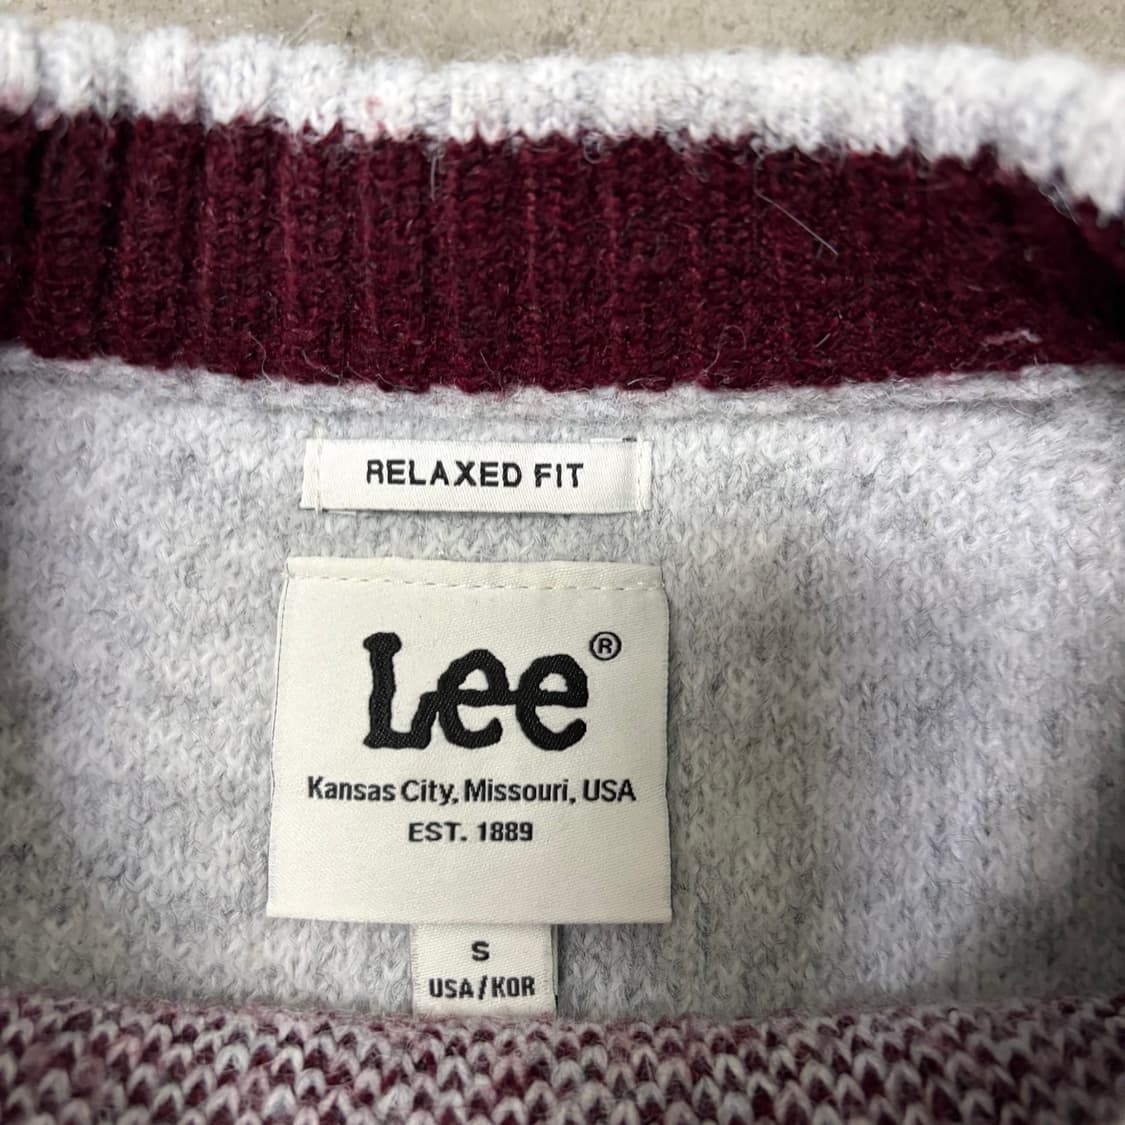 RELAXED FIT
Lee®
Kansas City, Missouri, USA
EST. 1889
S
USA/KOR